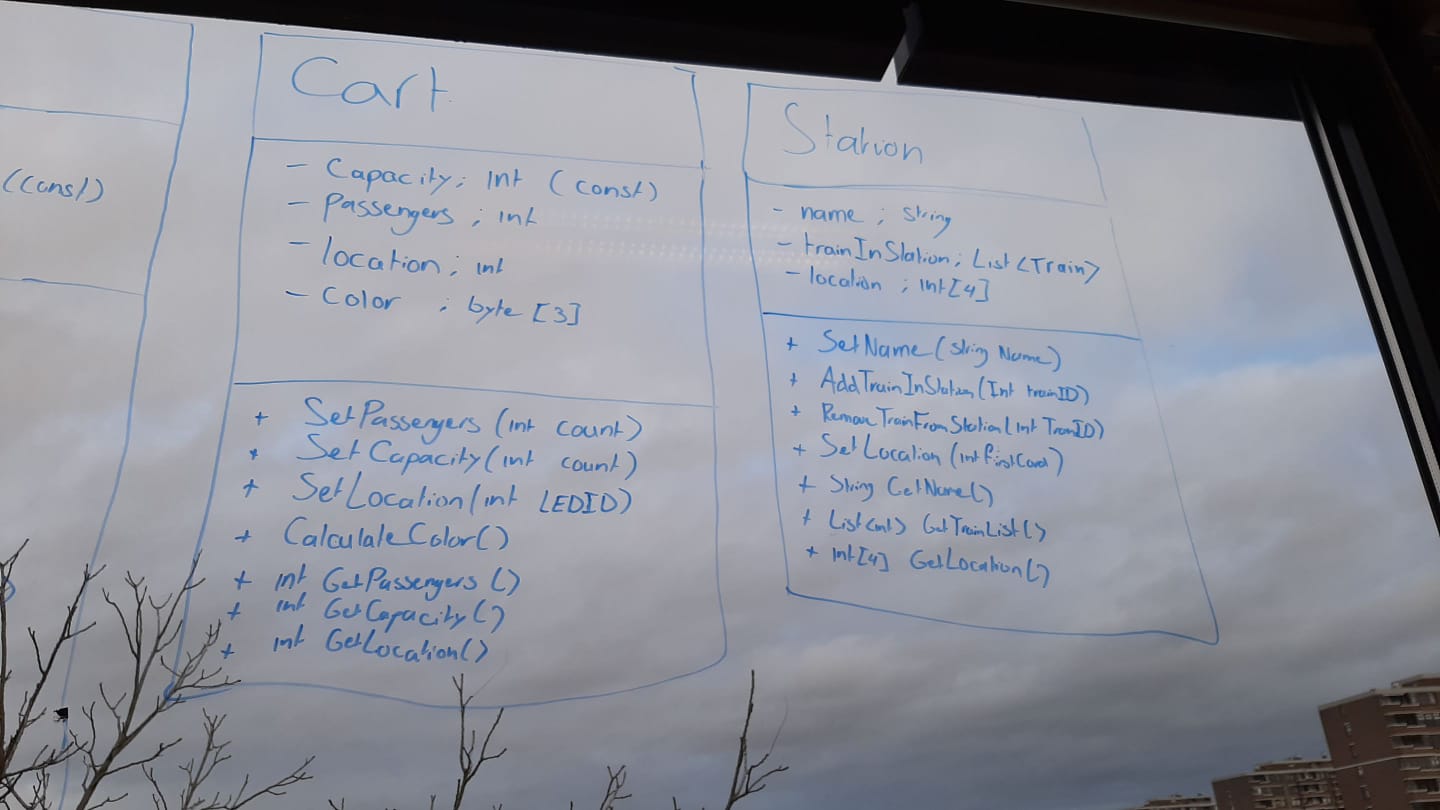 (const)
Cart
- Capacity; int (const)
- Passengers ; int
- location; int
- Color ; byte [3]
+ SetPassengers (int count)
+ SetCapacity(int count)
+ SetLocation(int LEDID)
+ CalculateColor()
+ int GetPassengers ()
+ int GetCapacity()
+ int GetLocation()
Station
- name ; string
- trainInStation; List<Train>
- location ; int[4]
+ SetName(string Name)
+ AddTrainInStation(Int trainID)
+ RemoveTrainFromStation(int TrainID)
+ SetLocation(int firstCard)
+ String GetName()
+ List<int> GetTrainList()
+ int[4] GetLocation()